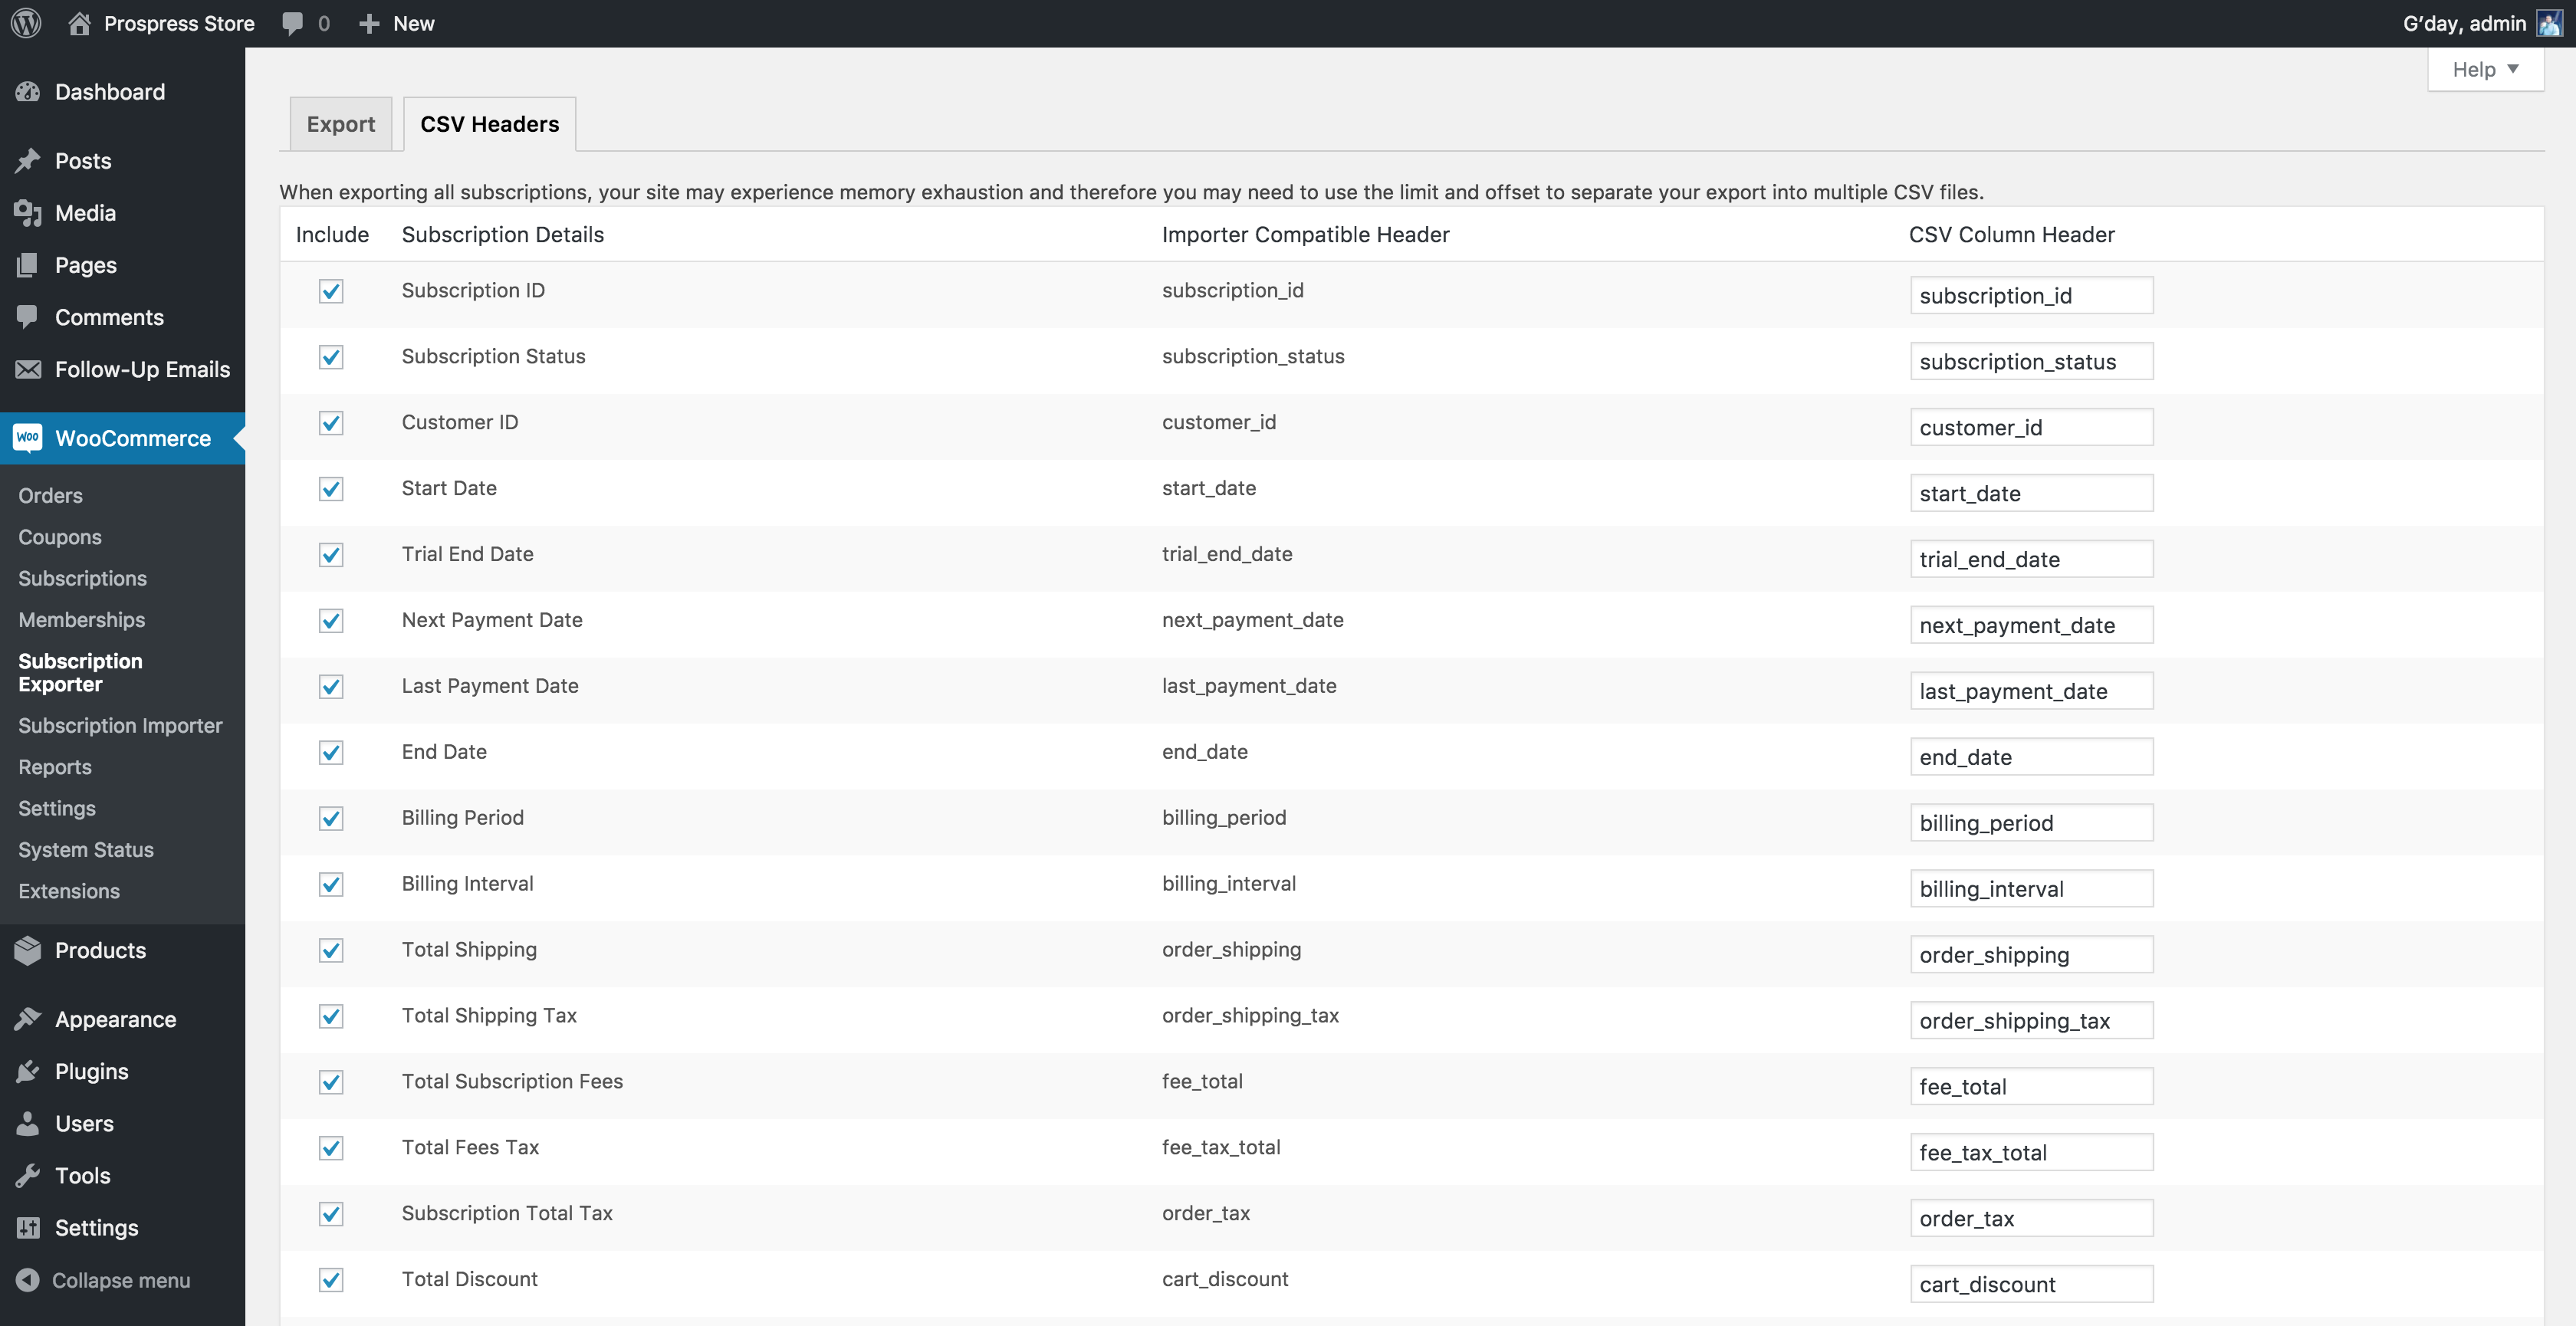 Prospress Store 0 New G'day, admin
Help
Dashboard
Posts
Media
Pages
Comments
Follow-Up Emails
Woo WooCommerce
Orders
Coupons
Subscriptions
Memberships
Subscription
Exporter
Subscription Importer
Reports
Settings
System Status
Extensions
Products
Appearance
Plugins
Users
Tools
Settings
Collapse menu
Export CSV Headers
When exporting all subscriptions, your site may experience memory exhaustion and therefore you may need to use the limit and offset to separate your export into multiple CSV files.
Include Subscription Details Importer Compatible Header CSV Column Header
Subscription ID subscription_id subscription_id
Subscription Status subscription_status subscription_status
Customer ID customer_id customer_id
Start Date start_date start_date
Trial End Date trial_end_date trial_end_date
Next Payment Date next_payment_date next_payment_date
Last Payment Date last_payment_date last_payment_date
End Date end_date end_date
Billing Period billing_period billing_period
Billing Interval billing_interval billing_interval
Total Shipping order_shipping order_shipping
Total Shipping Tax order_shipping_tax order_shipping_tax
Total Subscription Fees fee_total fee_total
Total Fees Tax fee_tax_total fee_tax_total
Subscription Total Tax order_tax order_tax
Total Discount cart_discount cart_discount